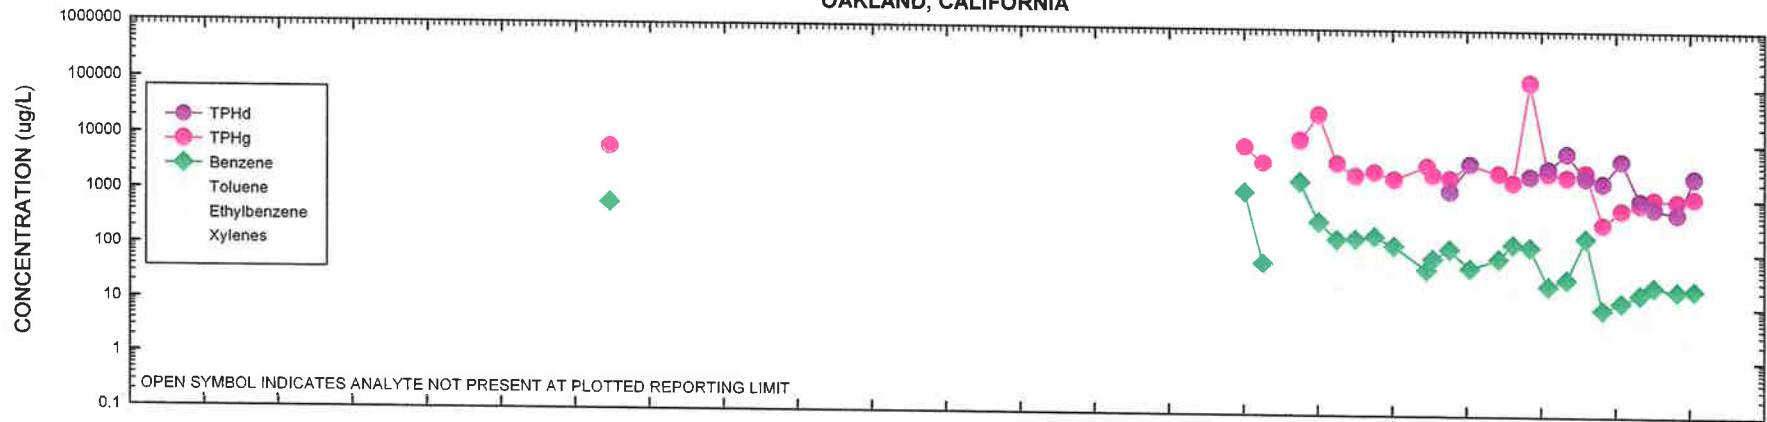 OAKLAND, CALIFORNIA
1000000
100000
10000
1000
100
10
1
0.1
CONCENTRATION (ug/L)
TPHd
TPHg
Benzene
Toluene
Ethylbenzene
Xylenes
OPEN SYMBOL INDICATES ANALYTE NOT PRESENT AT PLOTTED REPORTING LIMIT